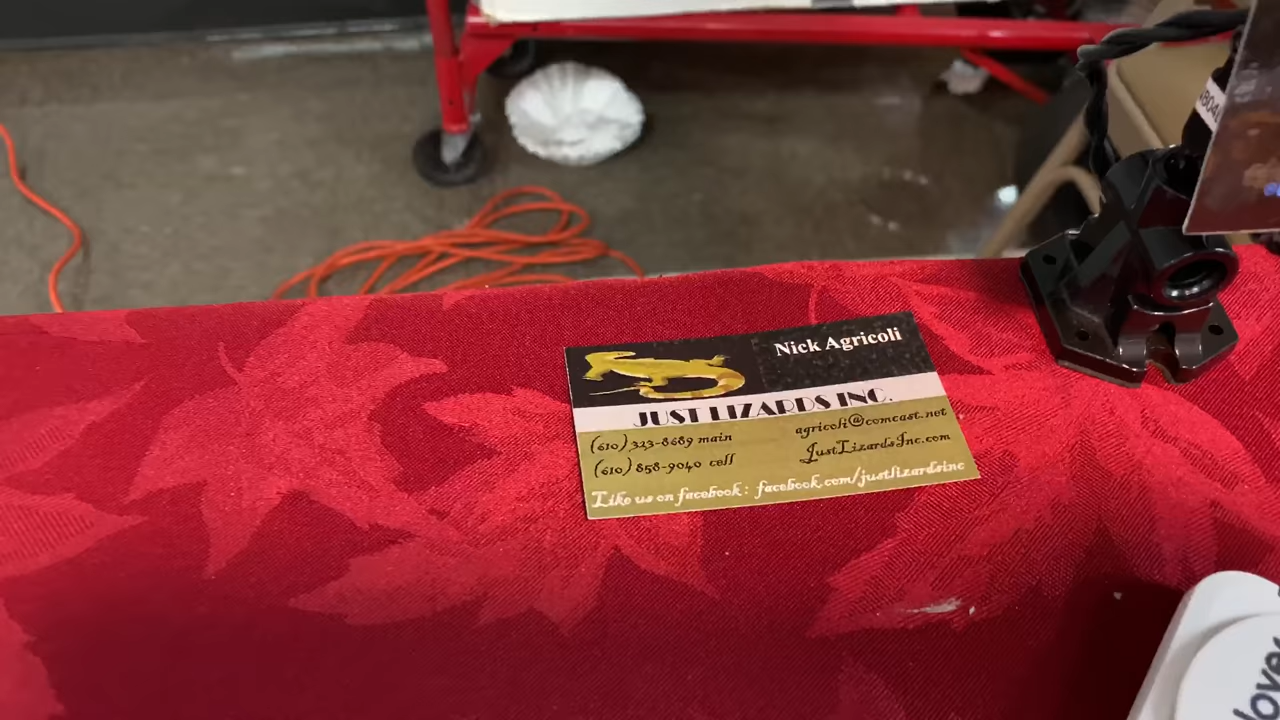 Nick Agricoli
JUST LIZARDS INC.
(610) 323-8689 main
agricoli@comcast.net
(610) 858-9040 cell
JustLizardsInc.com
Like us on facebook: facebook.com/justlizardsinc